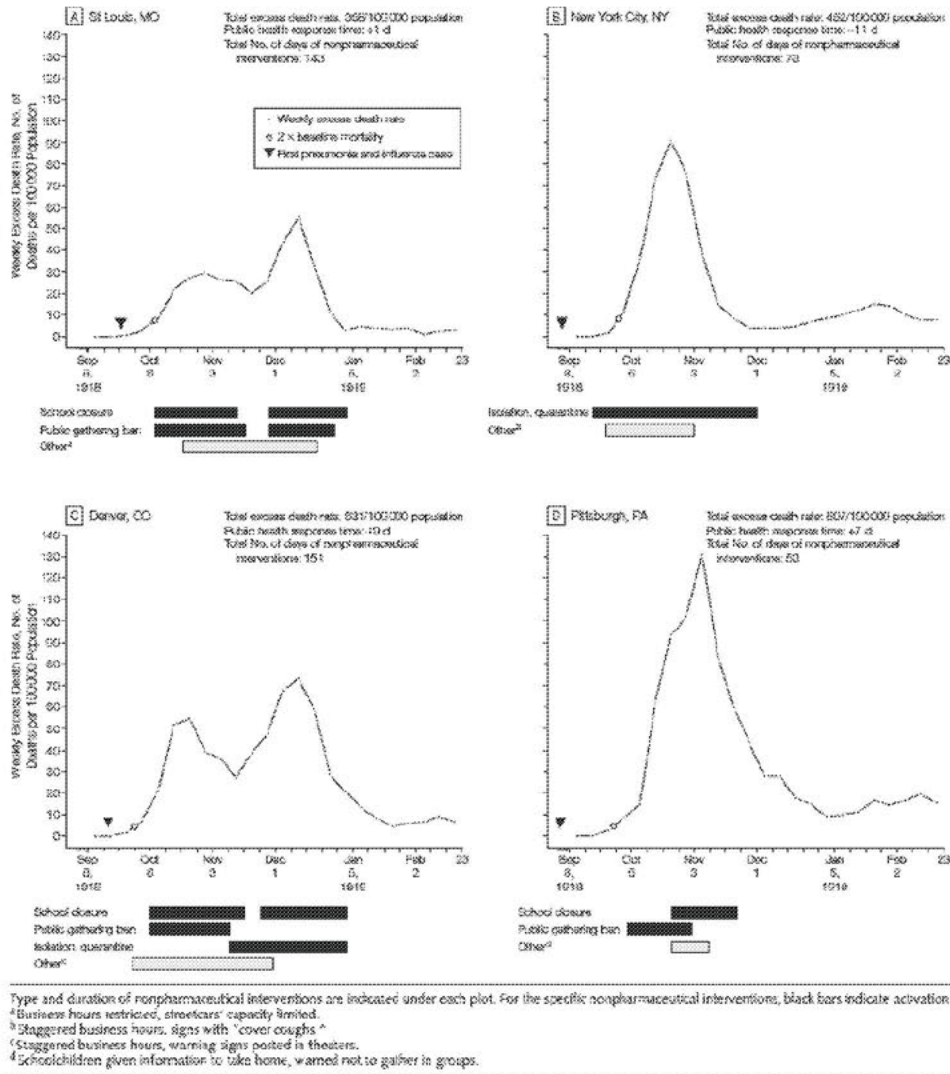 A St Louis, MO
Total excess death rate: 358/100 000 population
Public health response time: +1 d
Total No. of days of nonpharmaceutical
interventions: 143
B New York City, NY
Total excess death rate: 452/100 000 population
Public health response time: –11 d
Total No. of days of nonpharmaceutical
interventions: 73
Weekly Excess Death Rate, No. of
Deaths per 100 000 Population
140
130
120
110
100
90
80
70
60
50
40
30
20
10
0
Weekly excess death rate
2 × baseline mortality
First pneumonia and influenza case
Sep 8, 1918
Oct 6
Nov 3
Dec 1
Jan 5, 1919
Feb 2
23
Sep 8, 1918
Oct 6
Nov 3
Dec 1
Jan 5, 1919
Feb 2
23
School closure
Public gathering ban
Other a
Isolation, quarantine
Other b
C Denver, CO
Total excess death rate: 631/100 000 population
Public health response time: +9 d
Total No. of days of nonpharmaceutical
interventions: 151
D Pittsburgh, PA
Total excess death rate: 807/100 000 population
Public health response time: +7 d
Total No. of days of nonpharmaceutical
interventions: 53
Weekly Excess Death Rate, No. of
Deaths per 100 000 Population
140
130
120
110
100
90
80
70
60
50
40
30
20
10
0
Sep 8, 1918
Oct 6
Nov 3
Dec 1
Jan 5, 1919
Feb 2
23
Sep 8, 1918
Oct 6
Nov 3
Dec 1
Jan 5, 1919
Feb 2
23
School closure
Public gathering ban
Isolation, quarantine
Other c
School closure
Public gathering ban
Other d
Type and duration of nonpharmaceutical interventions are indicated under each plot. For the specific nonpharmaceutical interventions, black bars indicate activation
a Business hours restricted, streetcars' capacity limited.
b Staggered business hours, signs with "cover coughs."
c Staggered business hours, warning signs posted in theaters.
d Schoolchildren given information to take home, warned not to gather in groups.